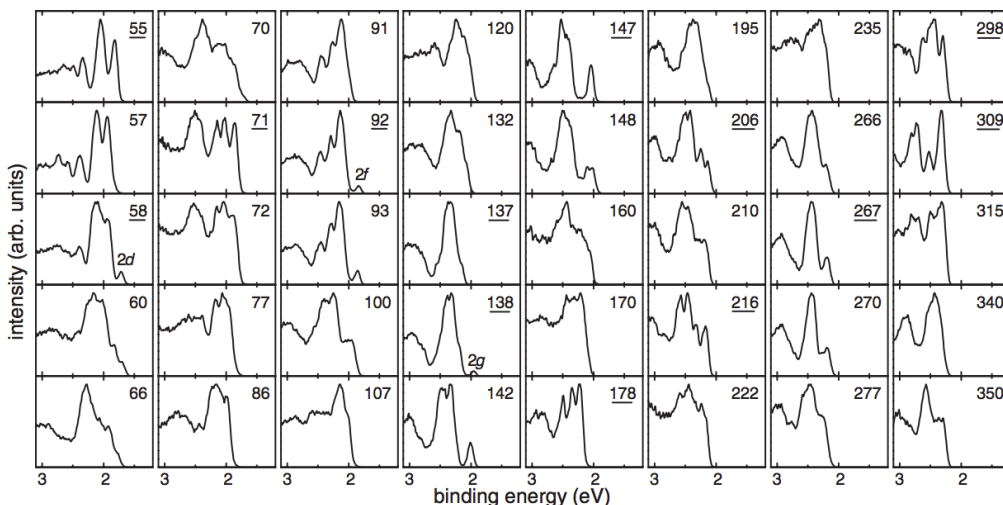 55 70 91 120 147 195 235 298
57 71 92 132 148 206 266 309
2f
58 72 93 137 160 210 267 315
2d
60 77 100 138 170 216 270 340
2g
66 86 107 142 178 222 277 350
3 2 3 2 3 2 3 2 3 2 3 2 3 2 3 2
binding energy (eV)
intensity (arb. units)